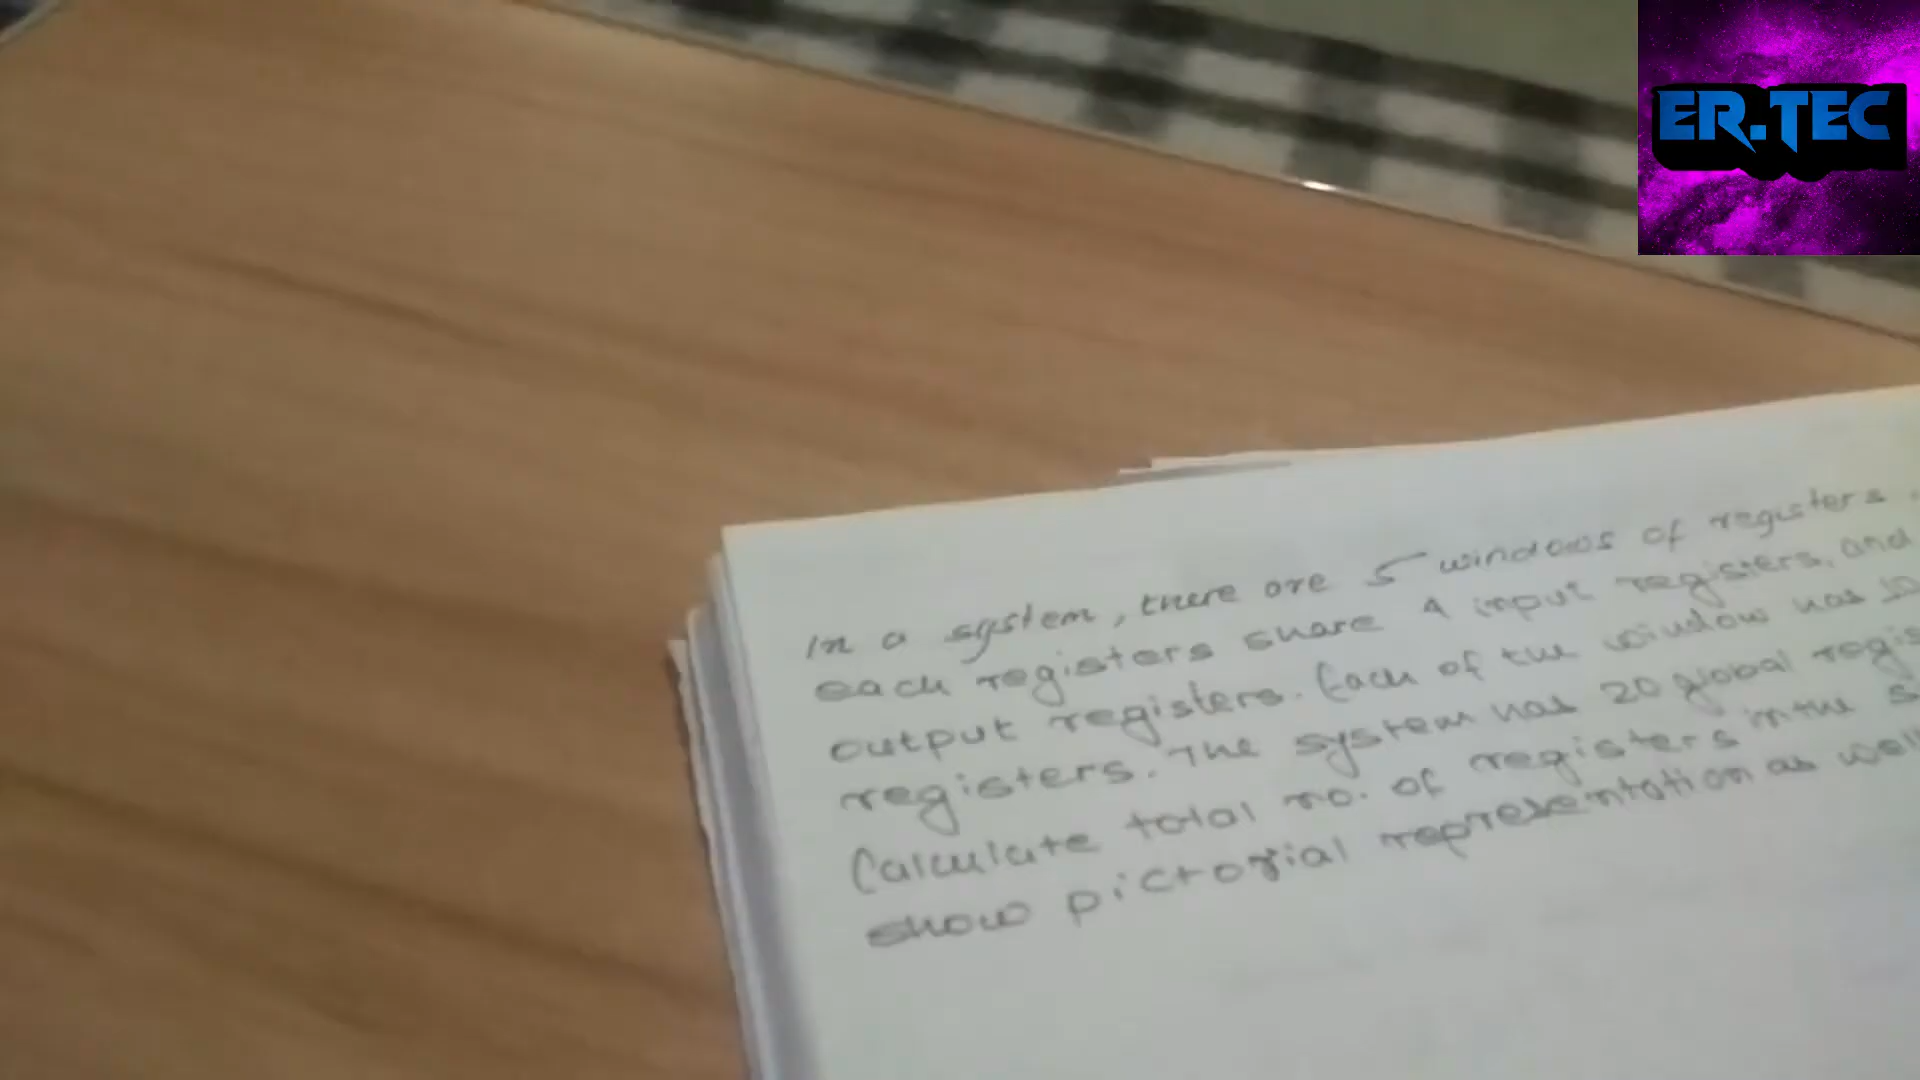 ER.TEC
In a system, there are 5 windows of registers.
each registers share 4 input registers, and
output registers. Each of the window has 10
registers. The system has 20 global regis
Calculate total no. of registers in the s
show pictorial representation as well